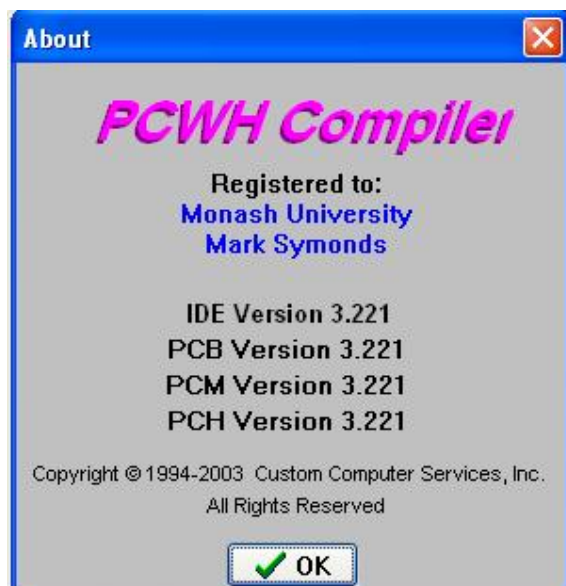 About
PCWH Compiler
Registered to:
Monash University
Mark Symonds
IDE Version 3.221
PCB Version 3.221
PCM Version 3.221
PCH Version 3.221
Copyright © 1994-2003 Custom Computer Services, Inc.
All Rights Reserved
OK